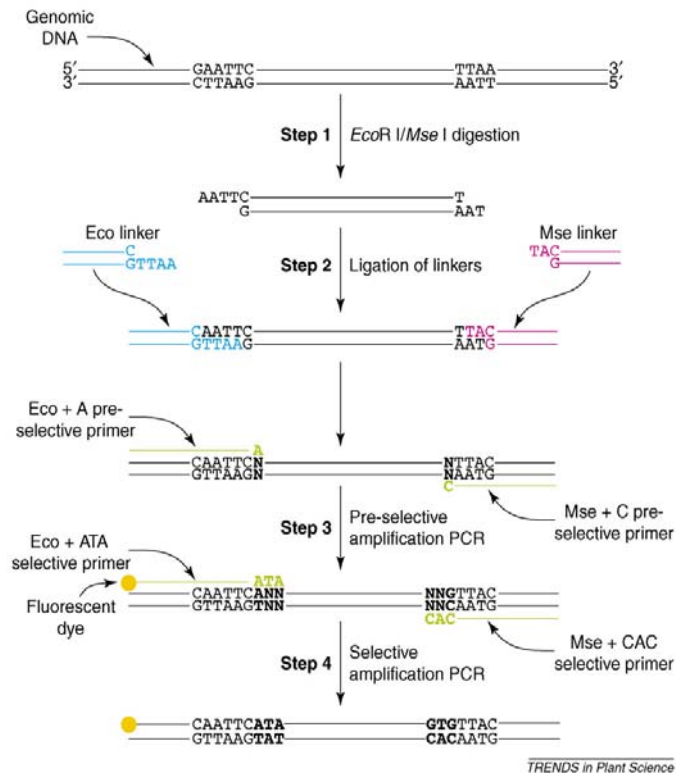 Genomic
DNA
5′ GAATTC TTAA 3′
3′ CTTAAG AATT 5′
Step 1 EcoR I/Mse I digestion
AATTC T
G AAT
Eco linker
C
GTTAA
Mse linker
TAC
G
Step 2 Ligation of linkers
CAATTC TTAC
GTTAAG AATG
Eco + A pre-
selective primer
A
CAATTCN NTTAC
GTTAAGN NAATG
C
Mse + C pre-
selective primer
Step 3 Pre-selective
amplification PCR
Eco + ATA
selective primer
Fluorescent
dye
ATA
CAATTCANN NNGTTAC
GTTAAGTNN NNCAATG
CAC
Mse + CAC
selective primer
Step 4 Selective
amplification PCR
CAATTCATA GTGTTAC
GTTAAGTAT CACAATG
TRENDS in Plant Science